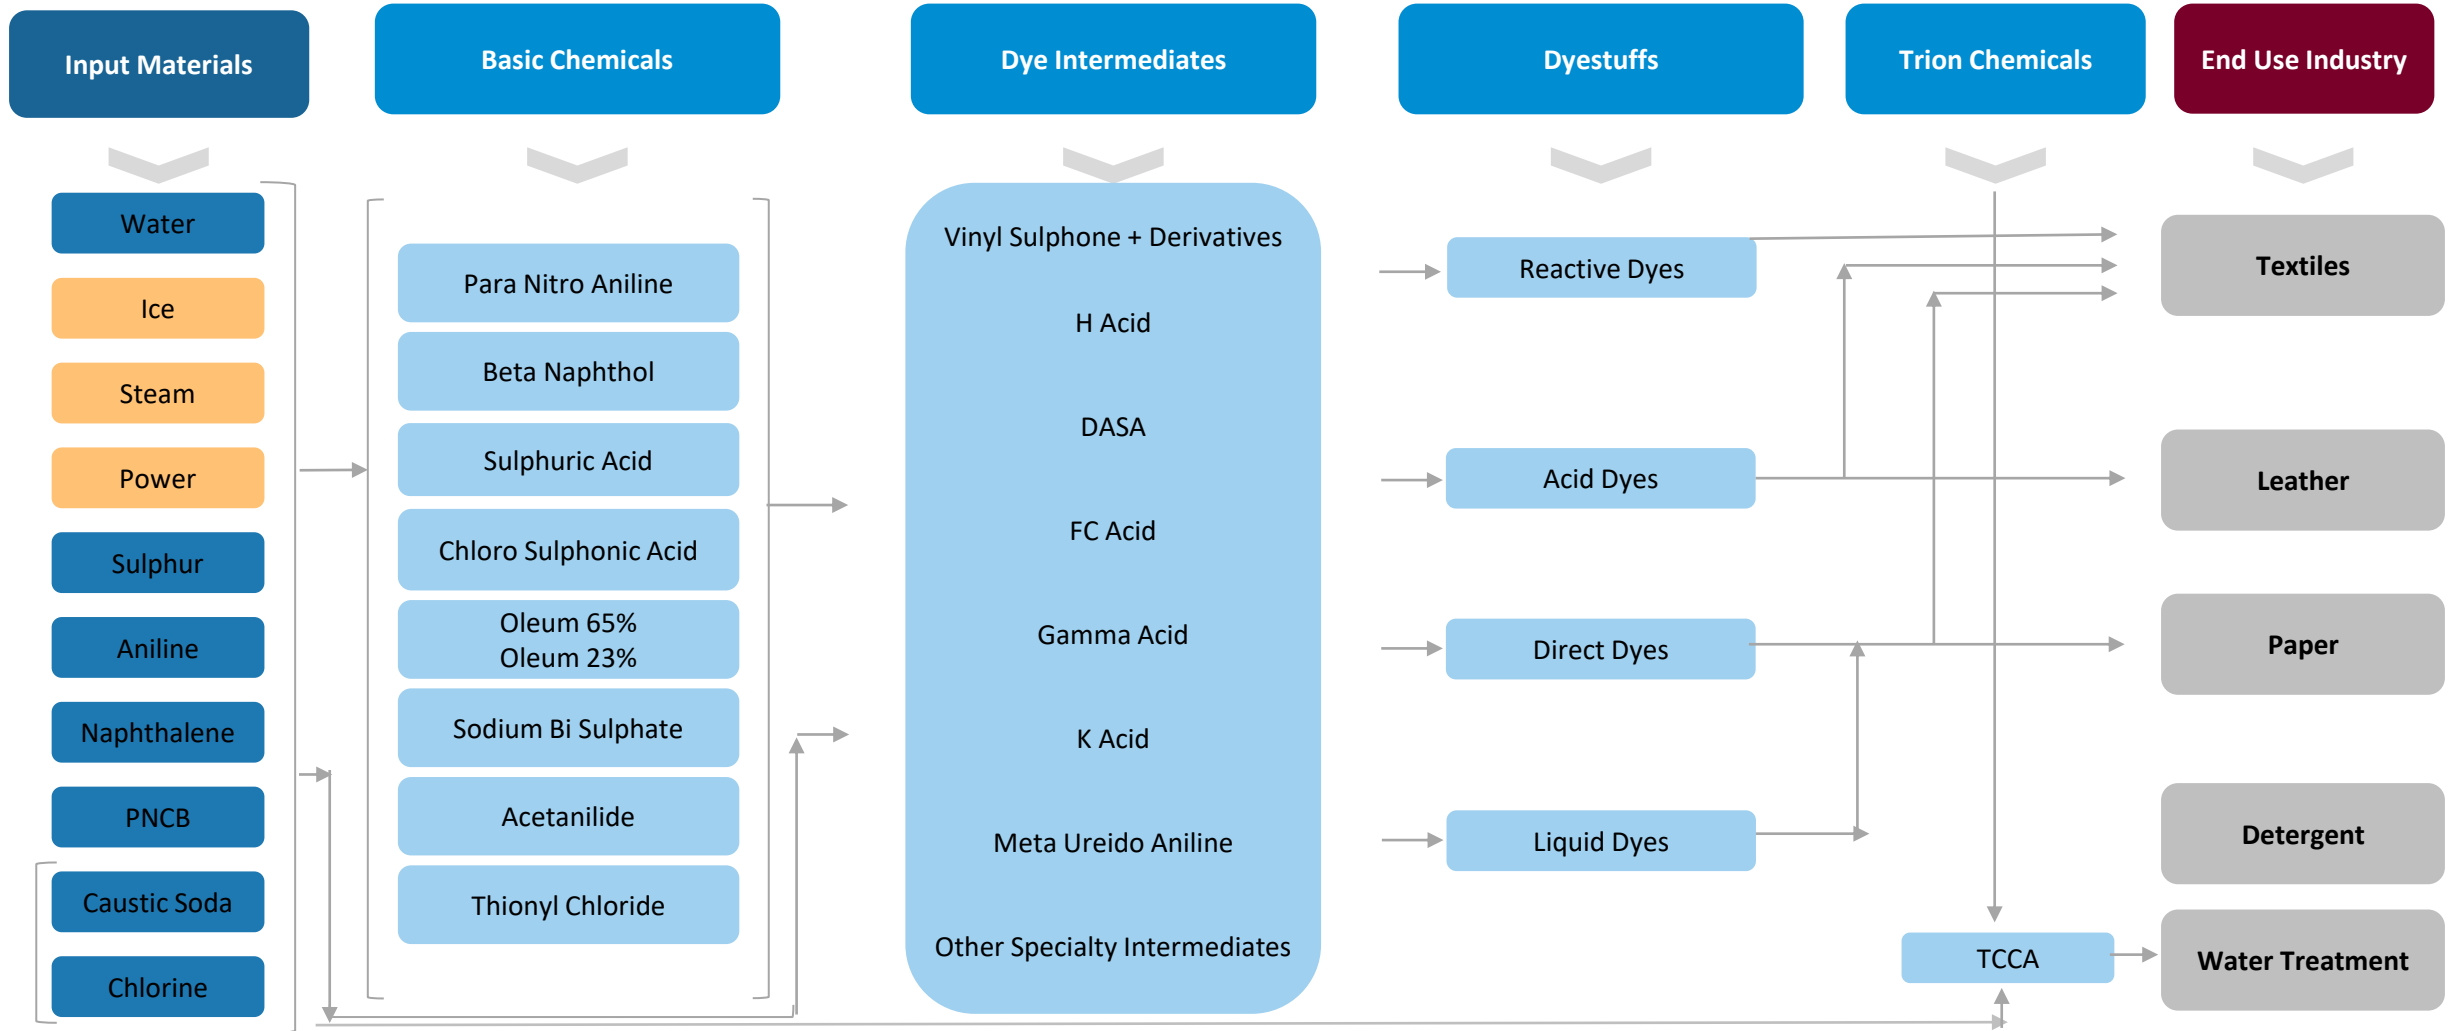 Input Materials
Basic Chemicals
Dye Intermediates
Dyestuffs
Trion Chemicals
End Use Industry
Water
Ice
Steam
Power
Sulphur
Aniline
Naphthalene
PNCB
Caustic Soda
Chlorine
Para Nitro Aniline
Beta Naphthol
Sulphuric Acid
Chloro Sulphonic Acid
Oleum 65%
Oleum 23%
Sodium Bi Sulphate
Acetanilide
Thionyl Chloride
Vinyl Sulphone + Derivatives
H Acid
DASA
FC Acid
Gamma Acid
K Acid
Meta Ureido Aniline
Other Specialty Intermediates
Reactive Dyes
Acid Dyes
Direct Dyes
Liquid Dyes
TCCA
Textiles
Leather
Paper
Detergent
Water Treatment